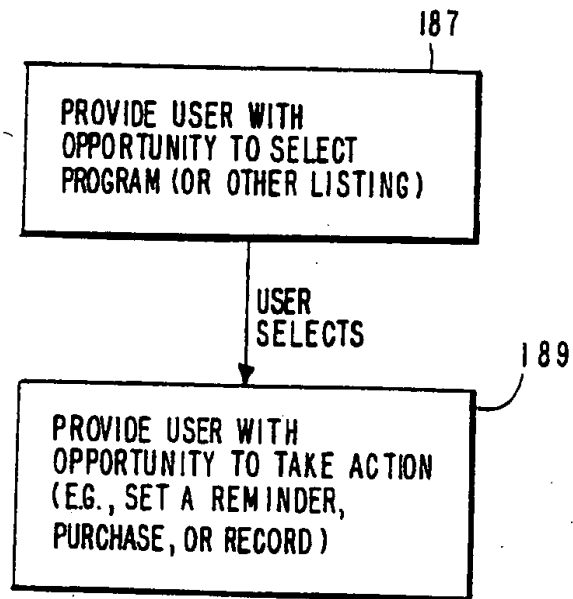 187
PROVIDE USER WITH
OPPORTUNITY TO SELECT
PROGRAM (OR OTHER LISTING)
USER
SELECTS
189
PROVIDE USER WITH
OPPORTUNITY TO TAKE ACTION
(E.G., SET A REMINDER,
PURCHASE, OR RECORD)